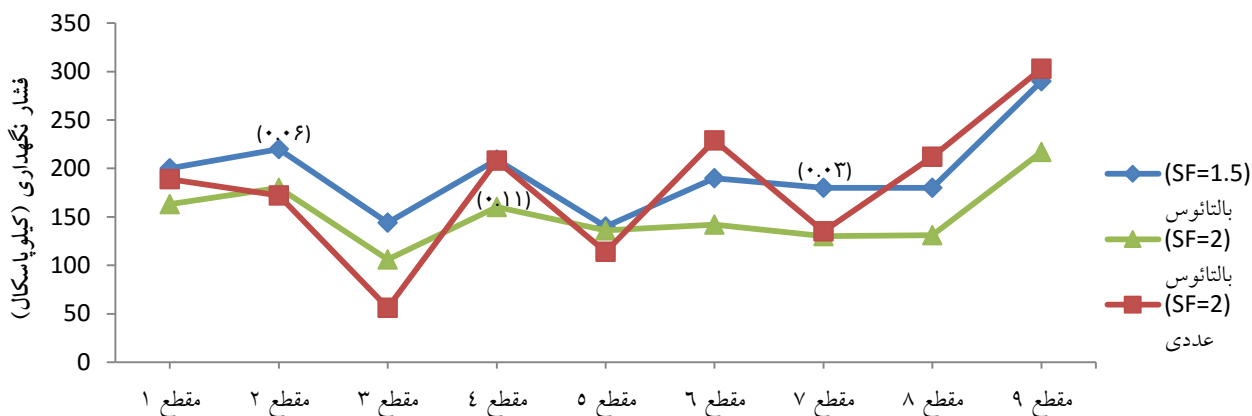 فشار نگهداری (کیلوپاسکال)
350
300
250
200
150
100
50
0
(۰.۰۶)
(۰.۱۱)
(۰.۰۳)
مقطع ۱
مقطع ۲
مقطع ۳
مقطع ۴
مقطع ۵
مقطع ۶
مقطع ۷
مقطع ۸
مقطع ۹
(SF=1.5)
بالتائوس
(SF=2)
بالتائوس
(SF=2)
عددی